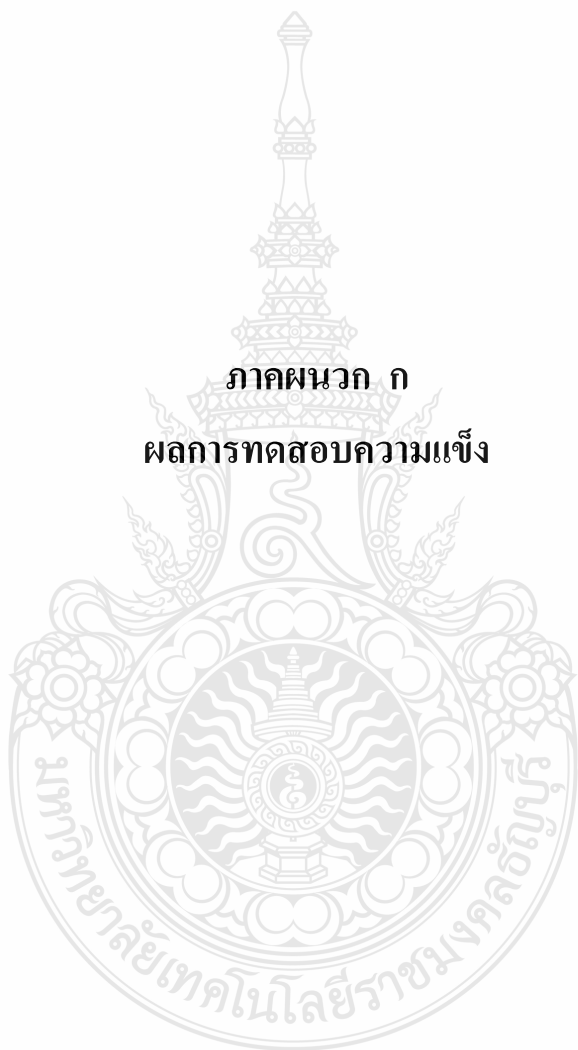 ภาคผนวก ก
ผลการทดสอบความแข็ง
มหาวิทยาลัยเทคโนโลยีราชมงคลธัญบุรี